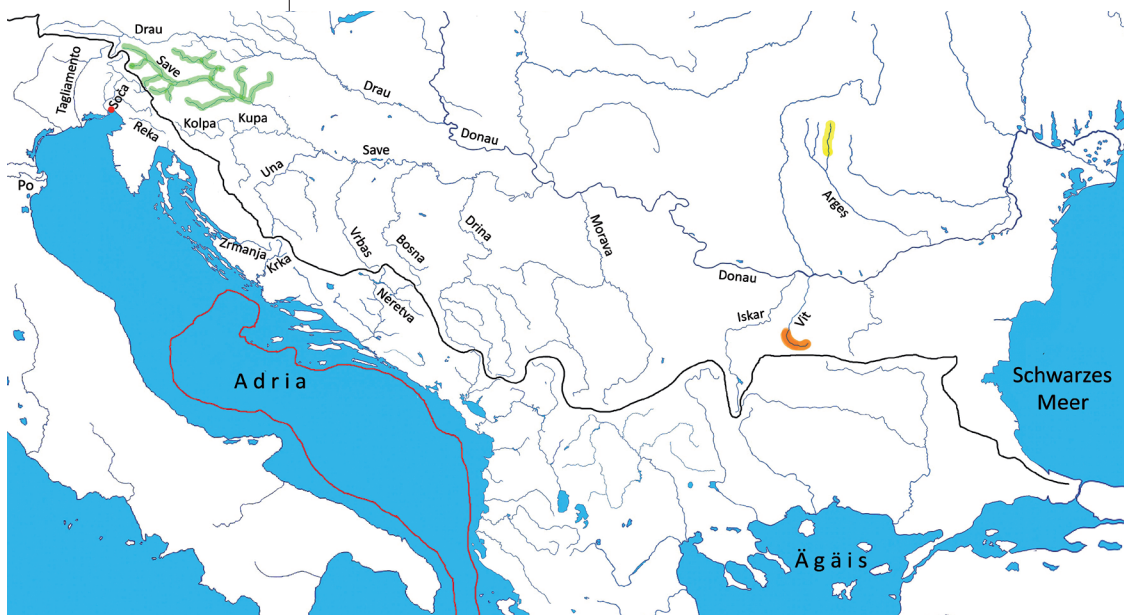 Drau
Tagliamento
Save
Soča
Drau
Kolpa
Kupa
Donau
Reka
Save
Una
Po
Argeș
Vrbas
Bosna
Drina
Morava
Zrmanja
Krka
Donau
Neretva
Iskar
Vit
Adria
Schwarzes
Meer
Ägäis